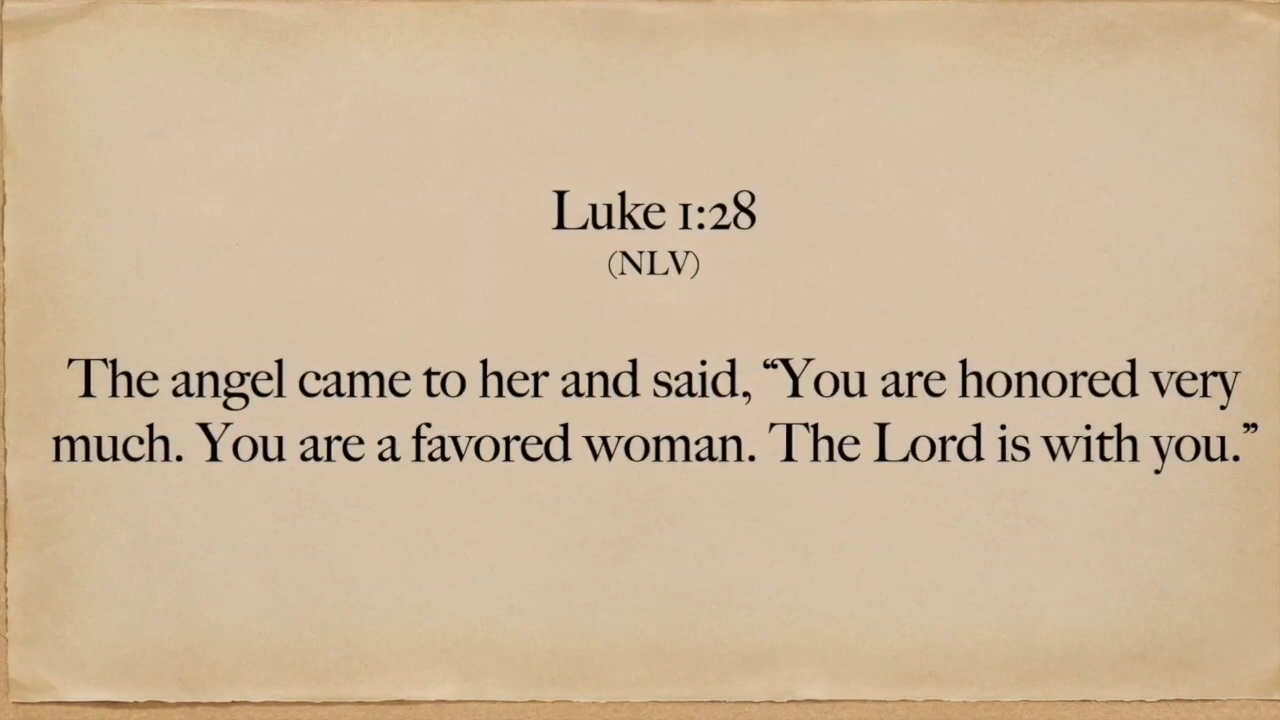 Luke 1:28
(NLV)
The angel came to her and said, “You are honored very
much. You are a favored woman. The Lord is with you.”